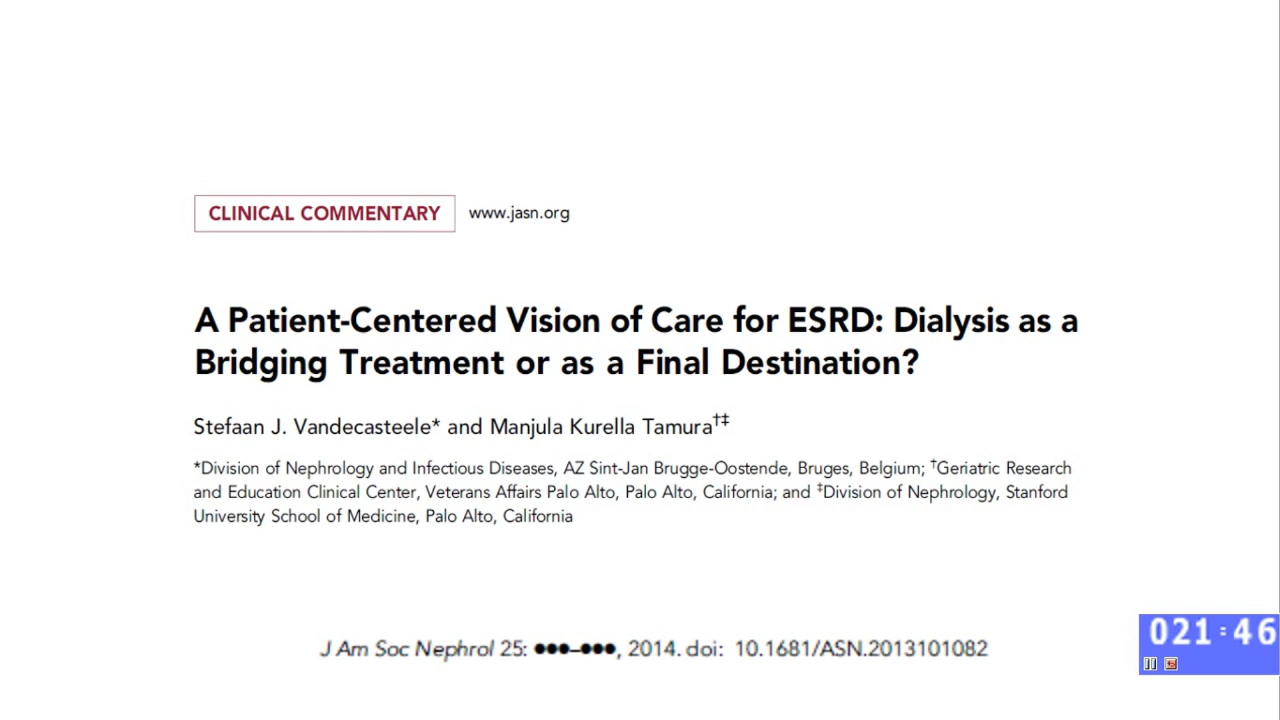 CLINICAL COMMENTARY www.jasn.org
A Patient-Centered Vision of Care for ESRD: Dialysis as a
Bridging Treatment or as a Final Destination?
Stefaan J. Vandecasteele* and Manjula Kurella Tamura†‡
*Division of Nephrology and Infectious Diseases, AZ Sint-Jan Brugge-Oostende, Bruges, Belgium; †Geriatric Research
and Education Clinical Center, Veterans Affairs Palo Alto, Palo Alto, California; and ‡Division of Nephrology, Stanford
University School of Medicine, Palo Alto, California
J Am Soc Nephrol 25: ●●●–●●●, 2014. doi: 10.1681/ASN.2013101082
021:46